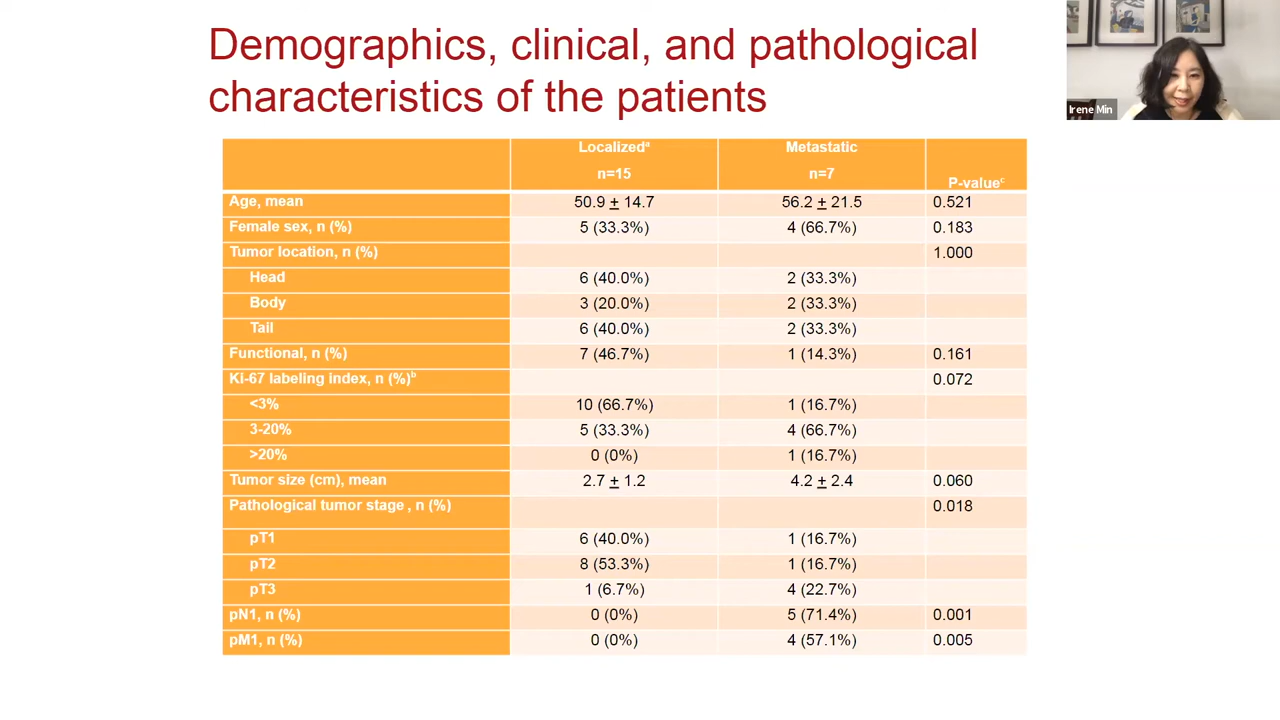 Demographics, clinical, and pathological
characteristics of the patients
Irene Min
Localizedᵃ Metastatic
n=15 n=7 P-valueᶜ
Age, mean 50.9 ± 14.7 56.2 ± 21.5 0.521
Female sex, n (%) 5 (33.3%) 4 (66.7%) 0.183
Tumor location, n (%) 1.000
Head 6 (40.0%) 2 (33.3%)
Body 3 (20.0%) 2 (33.3%)
Tail 6 (40.0%) 2 (33.3%)
Functional, n (%) 7 (46.7%) 1 (14.3%) 0.161
Ki-67 labeling index, n (%)ᵇ 0.072
<3% 10 (66.7%) 1 (16.7%)
3-20% 5 (33.3%) 4 (66.7%)
>20% 0 (0%) 1 (16.7%)
Tumor size (cm), mean 2.7 ± 1.2 4.2 ± 2.4 0.060
Pathological tumor stage , n (%) 0.018
pT1 6 (40.0%) 1 (16.7%)
pT2 8 (53.3%) 1 (16.7%)
pT3 1 (6.7%) 4 (22.7%)
pN1, n (%) 0 (0%) 5 (71.4%) 0.001
pM1, n (%) 0 (0%) 4 (57.1%) 0.005